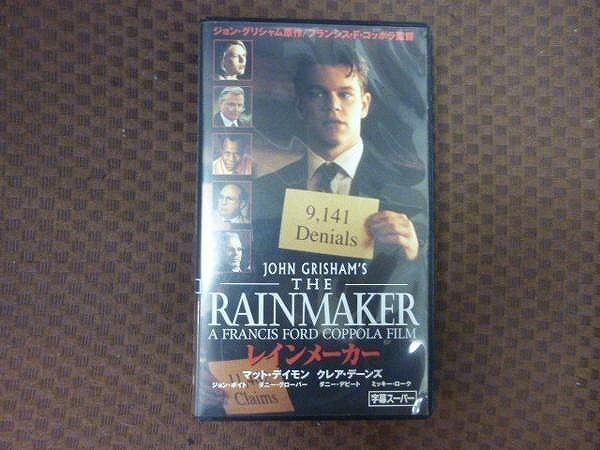 ジョン・グリシャム原作/フランシス・F・コッポラ監督
9,141
Denials
JOHN GRISHAM'S
THE
RAINMAKER
A FRANCIS FORD COPPOLA FILM
レインメーカー
マット・デイモン クレア・デーンズ
ジョン・ボイト ダニー・グローバー ダニー・デビート ミッキー・ローク
Claims
字幕スーパー